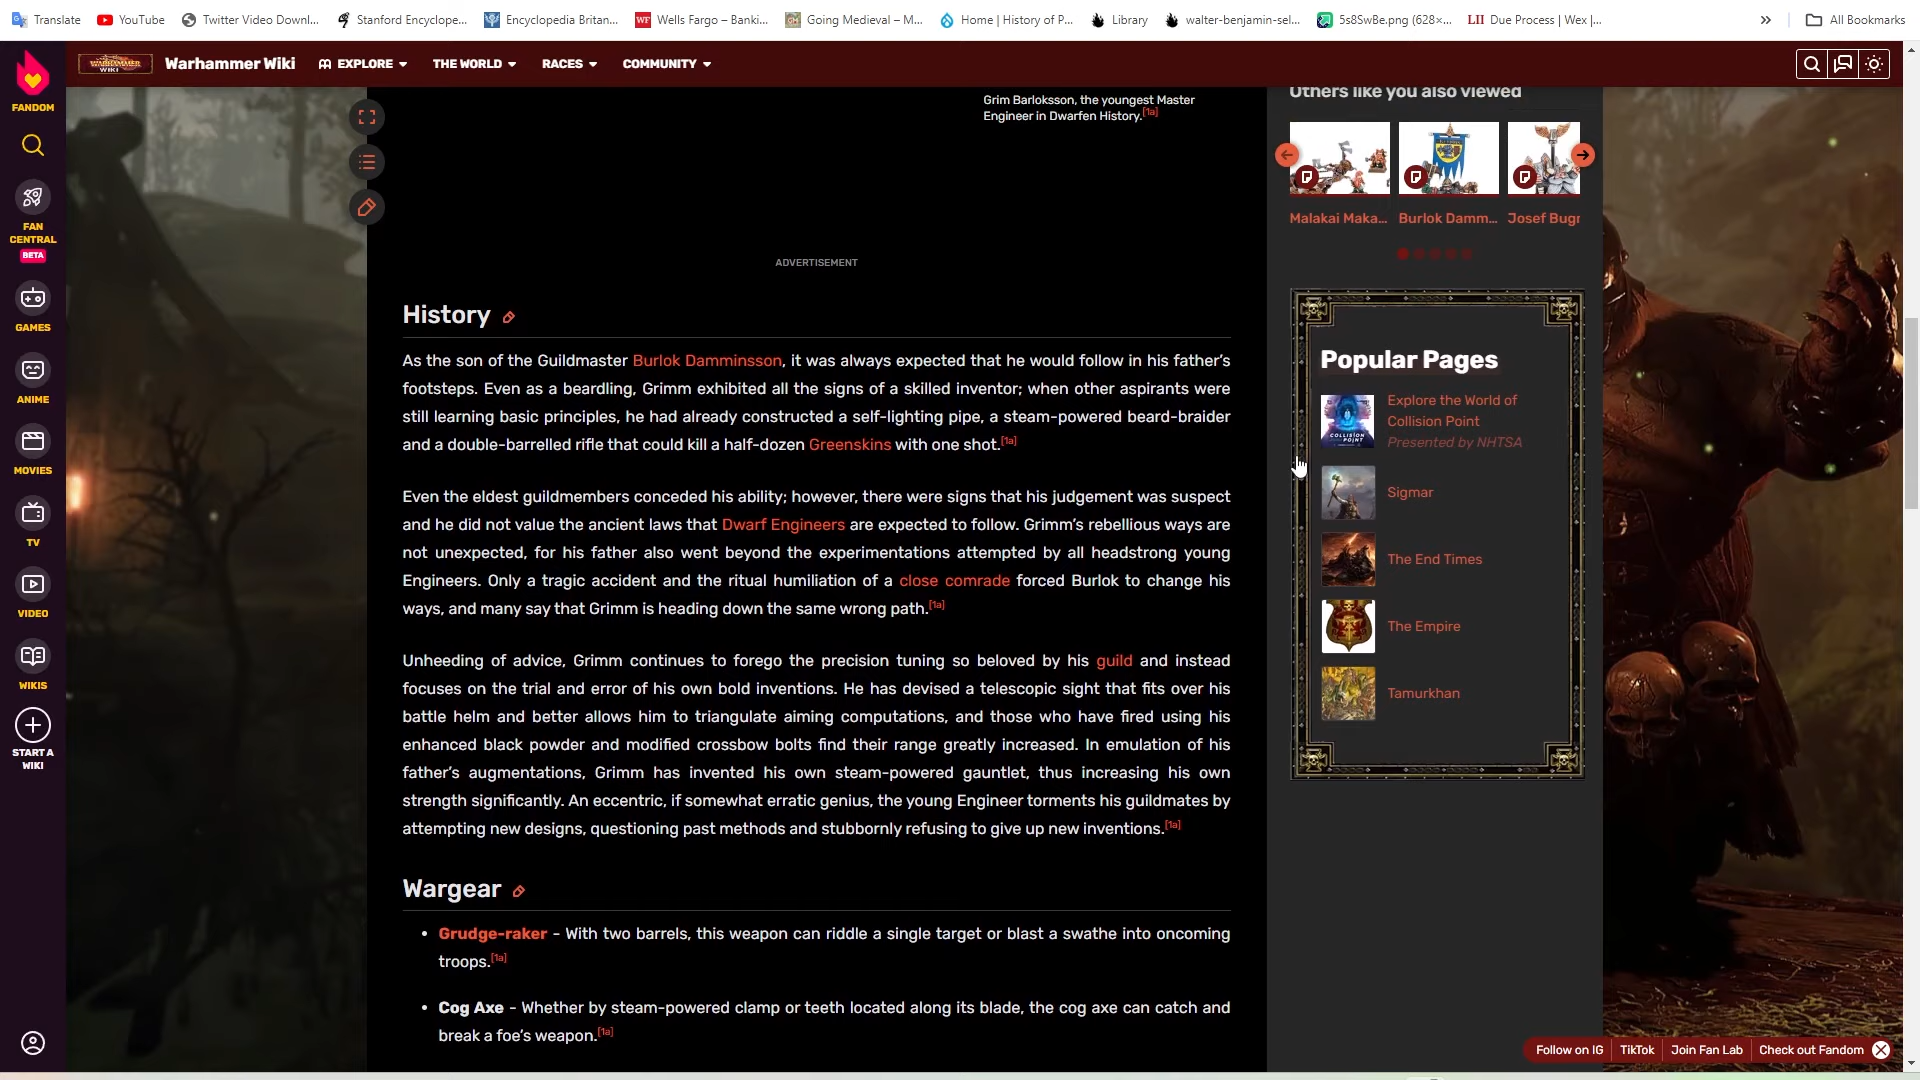 Translate
YouTube
Twitter Video Downl...
Stanford Encyclope...
Encyclopedia Britan...
Wells Fargo – Banki...
Going Medieval – M...
Home | History of P...
Library
walter-benjamin-sel...
5s8SwBe.png (628×...
LII Due Process | Wex |...
»
All Bookmarks
FANDOM
FAN CENTRAL
BETA
GAMES
ANIME
MOVIES
TV
VIDEO
WIKIS
START A WIKI
WARHAMMER WIKI
Warhammer Wiki
EXPLORE
THE WORLD
RACES
COMMUNITY
Grim Barloksson, the youngest Master
Engineer in Dwarfen History.[1a]
ADVERTISEMENT
History
As the son of the Guildmaster Burlok Damminsson, it was always expected that he would follow in his father's
footsteps. Even as a beardling, Grimm exhibited all the signs of a skilled inventor; when other aspirants were
still learning basic principles, he had already constructed a self-lighting pipe, a steam-powered beard-braider
and a double-barrelled rifle that could kill a half-dozen Greenskins with one shot.[1a]
Even the eldest guildmembers conceded his ability; however, there were signs that his judgement was suspect
and he did not value the ancient laws that Dwarf Engineers are expected to follow. Grimm's rebellious ways are
not unexpected, for his father also went beyond the experimentations attempted by all headstrong young
Engineers. Only a tragic accident and the ritual humiliation of a close comrade forced Burlok to change his
ways, and many say that Grimm is heading down the same wrong path.[1a]
Unheeding of advice, Grimm continues to forego the precision tuning so beloved by his guild and instead
focuses on the trial and error of his own bold inventions. He has devised a telescopic sight that fits over his
battle helm and better allows him to triangulate aiming computations, and those who have fired using his
enhanced black powder and modified crossbow bolts find their range greatly increased. In emulation of his
father's augmentations, Grimm has invented his own steam-powered gauntlet, thus increasing his own
strength significantly. An eccentric, if somewhat erratic genius, the young Engineer torments his guildmates by
attempting new designs, questioning past methods and stubbornly refusing to give up new inventions.[1a]
Wargear
• Grudge-raker - With two barrels, this weapon can riddle a single target or blast a swathe into oncoming
troops.[1a]
• Cog Axe - Whether by steam-powered clamp or teeth located along its blade, the cog axe can catch and
break a foe's weapon.[1a]
Others like you also viewed
Malakai Maka...
Burlok Damm...
Josef Bugr
Popular Pages
Explore the World of
Collision Point
Presented by NHTSA
COLLISION POINT
Sigmar
The End Times
The Empire
Tamurkhan
Follow on IG
TikTok
Join Fan Lab
Check out Fandom